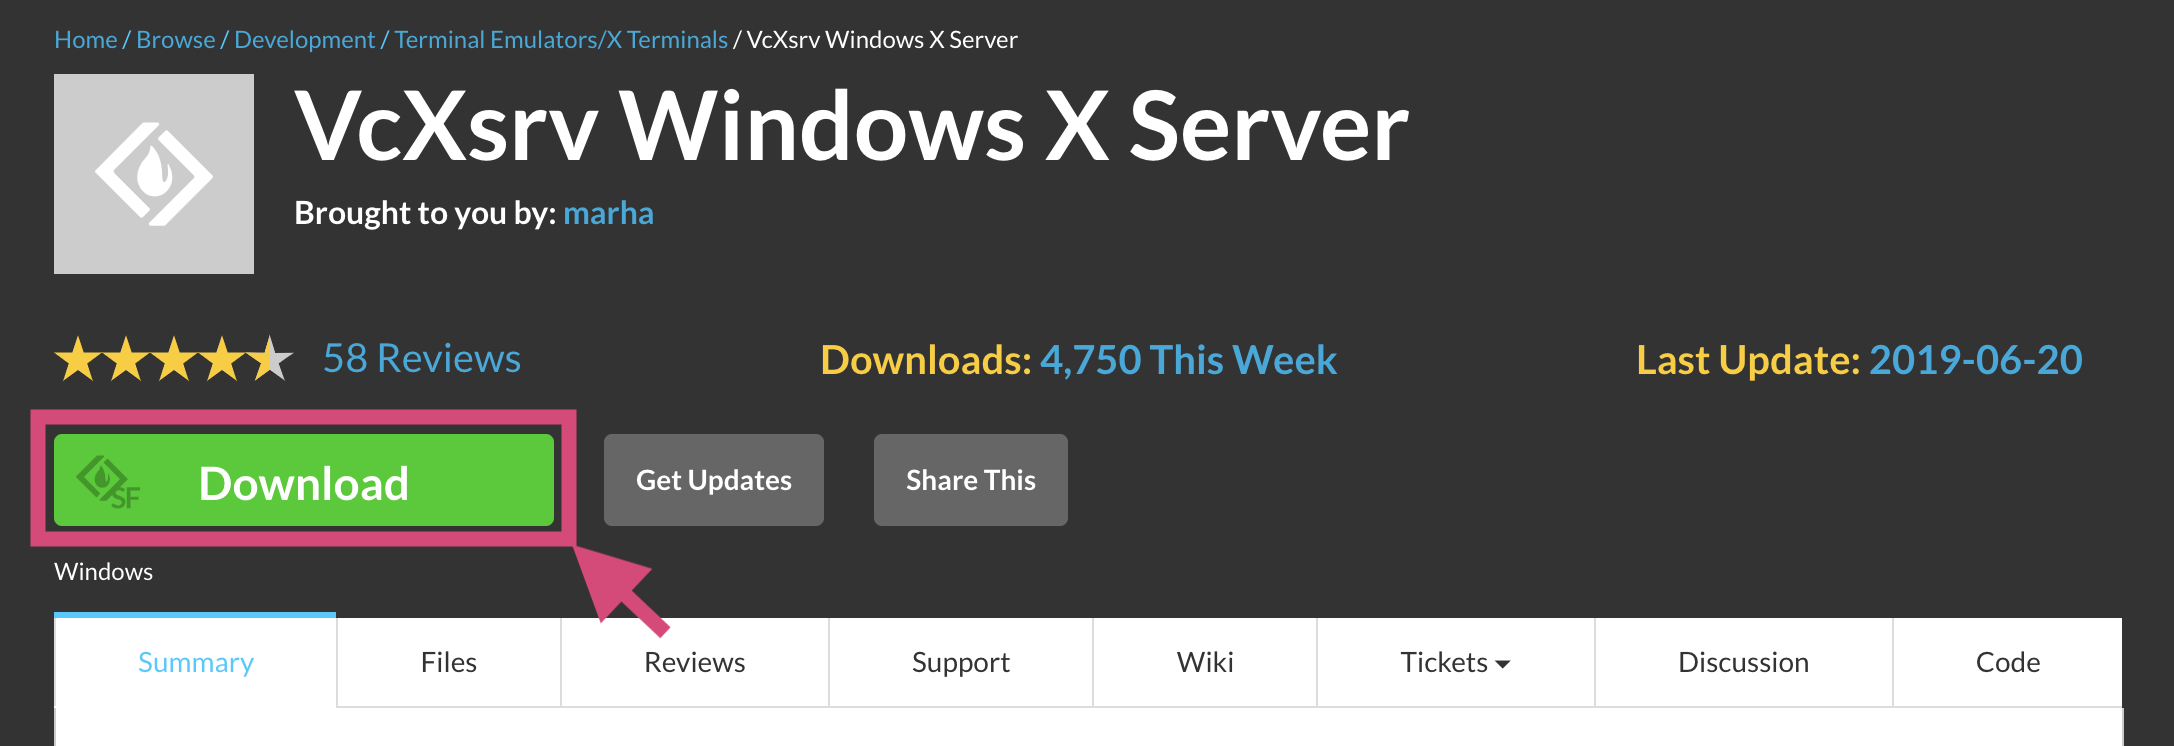 Home / Browse / Development / Terminal Emulators/X Terminals / VcXsrv Windows X Server
VcXsrv Windows X Server
Brought to you by: marha
58 Reviews
Downloads: 4,750 This Week
Last Update: 2019-06-20
SF
Download
Get Updates
Share This
Windows
Summary
Files
Reviews
Support
Wiki
Tickets
Discussion
Code